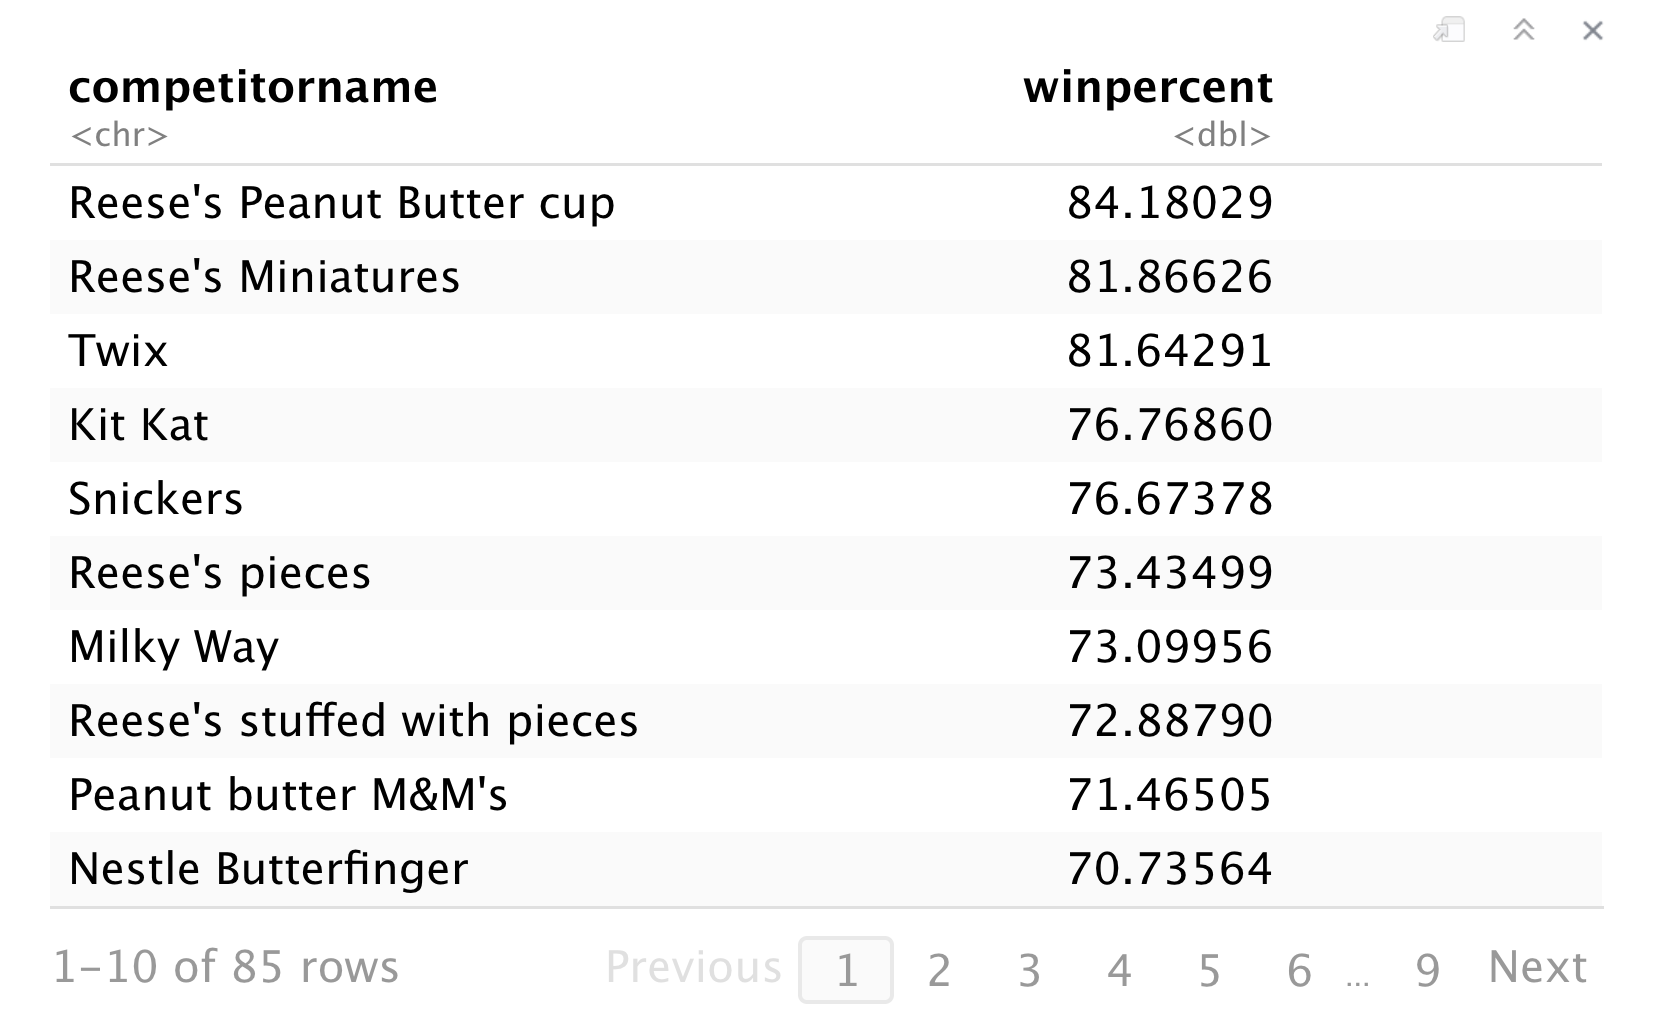 competitorname winpercent
<chr> <dbl>
Reese's Peanut Butter cup 84.18029
Reese's Miniatures 81.86626
Twix 81.64291
Kit Kat 76.76860
Snickers 76.67378
Reese's pieces 73.43499
Milky Way 73.09956
Reese's stuffed with pieces 72.88790
Peanut butter M&M's 71.46505
Nestle Butterfinger 70.73564
1-10 of 85 rows Previous 1 2 3 4 5 6 ... 9 Next